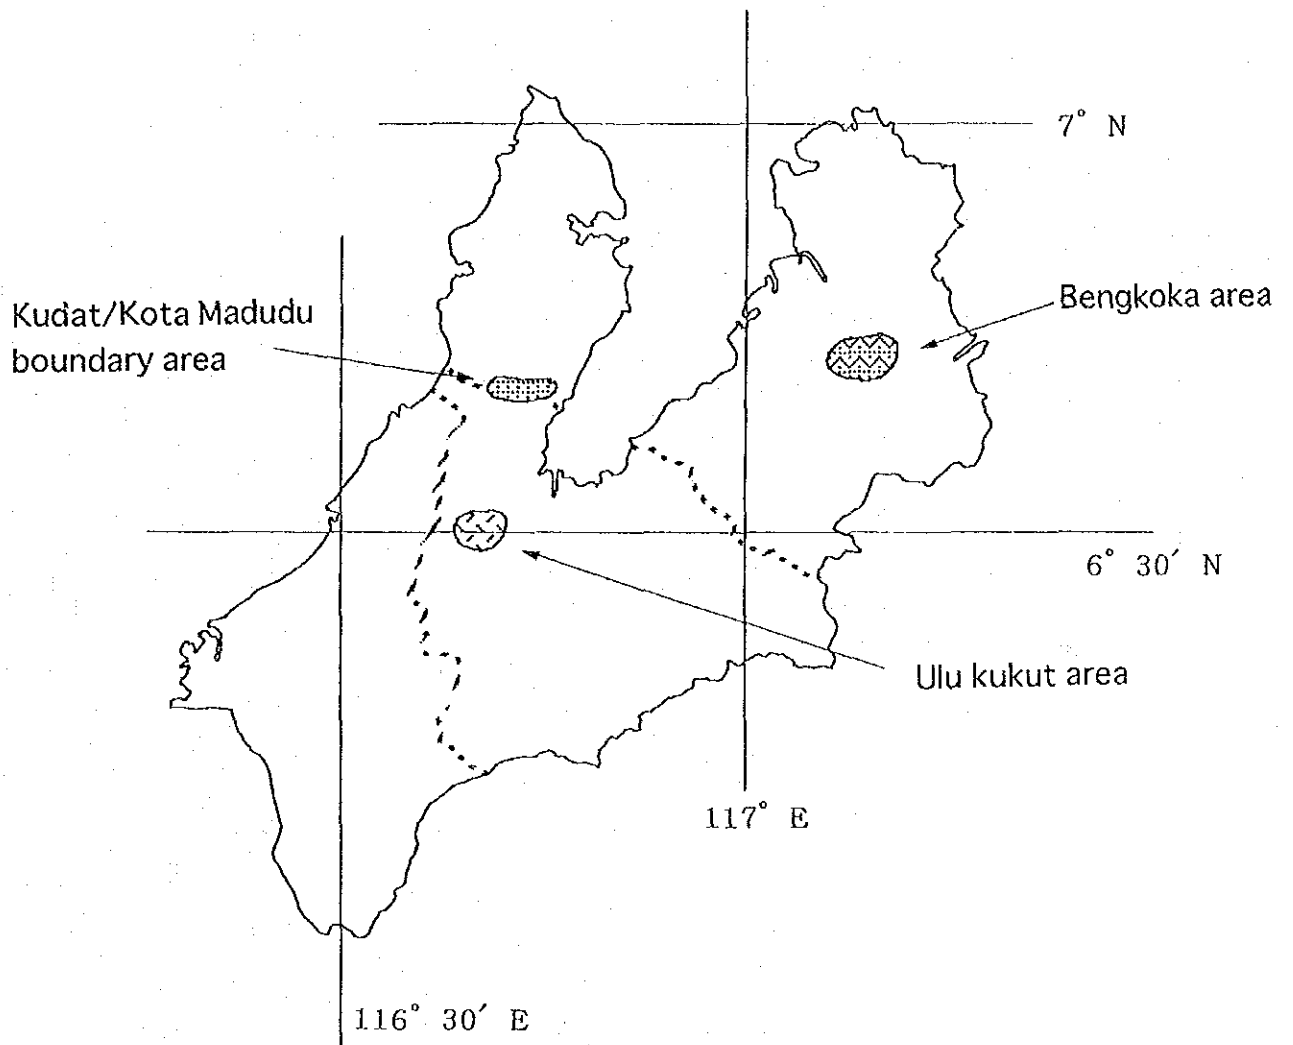 7° N
Kudat/Kota Madudu
boundary area
Bengkoka area
6° 30′ N
Ulu kukut area
117° E
116° 30′ E